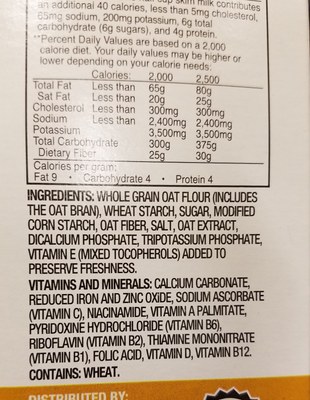 skim milk contributes
an additional 40 calories, less than 5mg cholesterol,
65mg sodium, 200mg potassium, 6g total
carbohydrate (6g sugars), and 4g protein.
**Percent Daily Values are based on a 2,000
calorie diet. Your daily values may be higher or
lower depending on your calorie needs:
Calories: 2,000 2,500
Total Fat Less than 65g 80g
Sat Fat Less than 20g 25g
Cholesterol Less than 300mg 300mg
Sodium Less than 2,400mg 2,400mg
Potassium 3,500mg 3,500mg
Total Carbohydrate 300g 375g
Dietary Fiber 25g 30g
Calories per gram:
Fat 9 • Carbohydrate 4 • Protein 4
INGREDIENTS: WHOLE GRAIN OAT FLOUR (INCLUDES
THE OAT BRAN), WHEAT STARCH, SUGAR, MODIFIED
CORN STARCH, OAT FIBER, SALT, OAT EXTRACT,
DICALCIUM PHOSPHATE, TRIPOTASSIUM PHOSPHATE,
VITAMIN E (MIXED TOCOPHEROLS) ADDED TO
PRESERVE FRESHNESS.
VITAMINS AND MINERALS: CALCIUM CARBONATE,
REDUCED IRON AND ZINC OXIDE, SODIUM ASCORBATE
(VITAMIN C), NIACINAMIDE, VITAMIN A PALMITATE,
PYRIDOXINE HYDROCHLORIDE (VITAMIN B6),
RIBOFLAVIN (VITAMIN B2), THIAMINE MONONITRATE
(VITAMIN B1), FOLIC ACID, VITAMIN D, VITAMIN B12.
CONTAINS: WHEAT.
DISTRIBUTED BY: